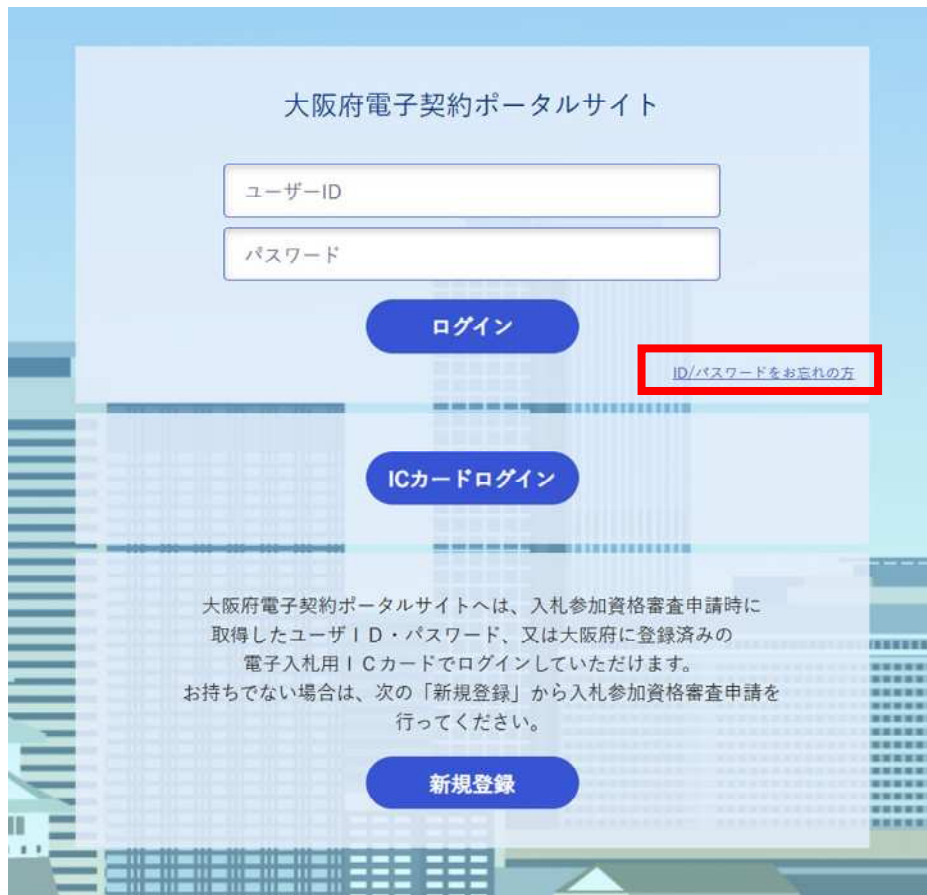 大阪府電子契約ポータルサイト
ユーザーID
パスワード
ログイン
ID/パスワードをお忘れの方
ICカードログイン
大阪府電子契約ポータルサイトへは、入札参加資格審査申請時に
取得したユーザＩＤ・パスワード、又は大阪府に登録済みの
電子入札用ＩＣカードでログインしていただけます。
お持ちでない場合は、次の「新規登録」から入札参加資格審査申請を
行ってください。
新規登録